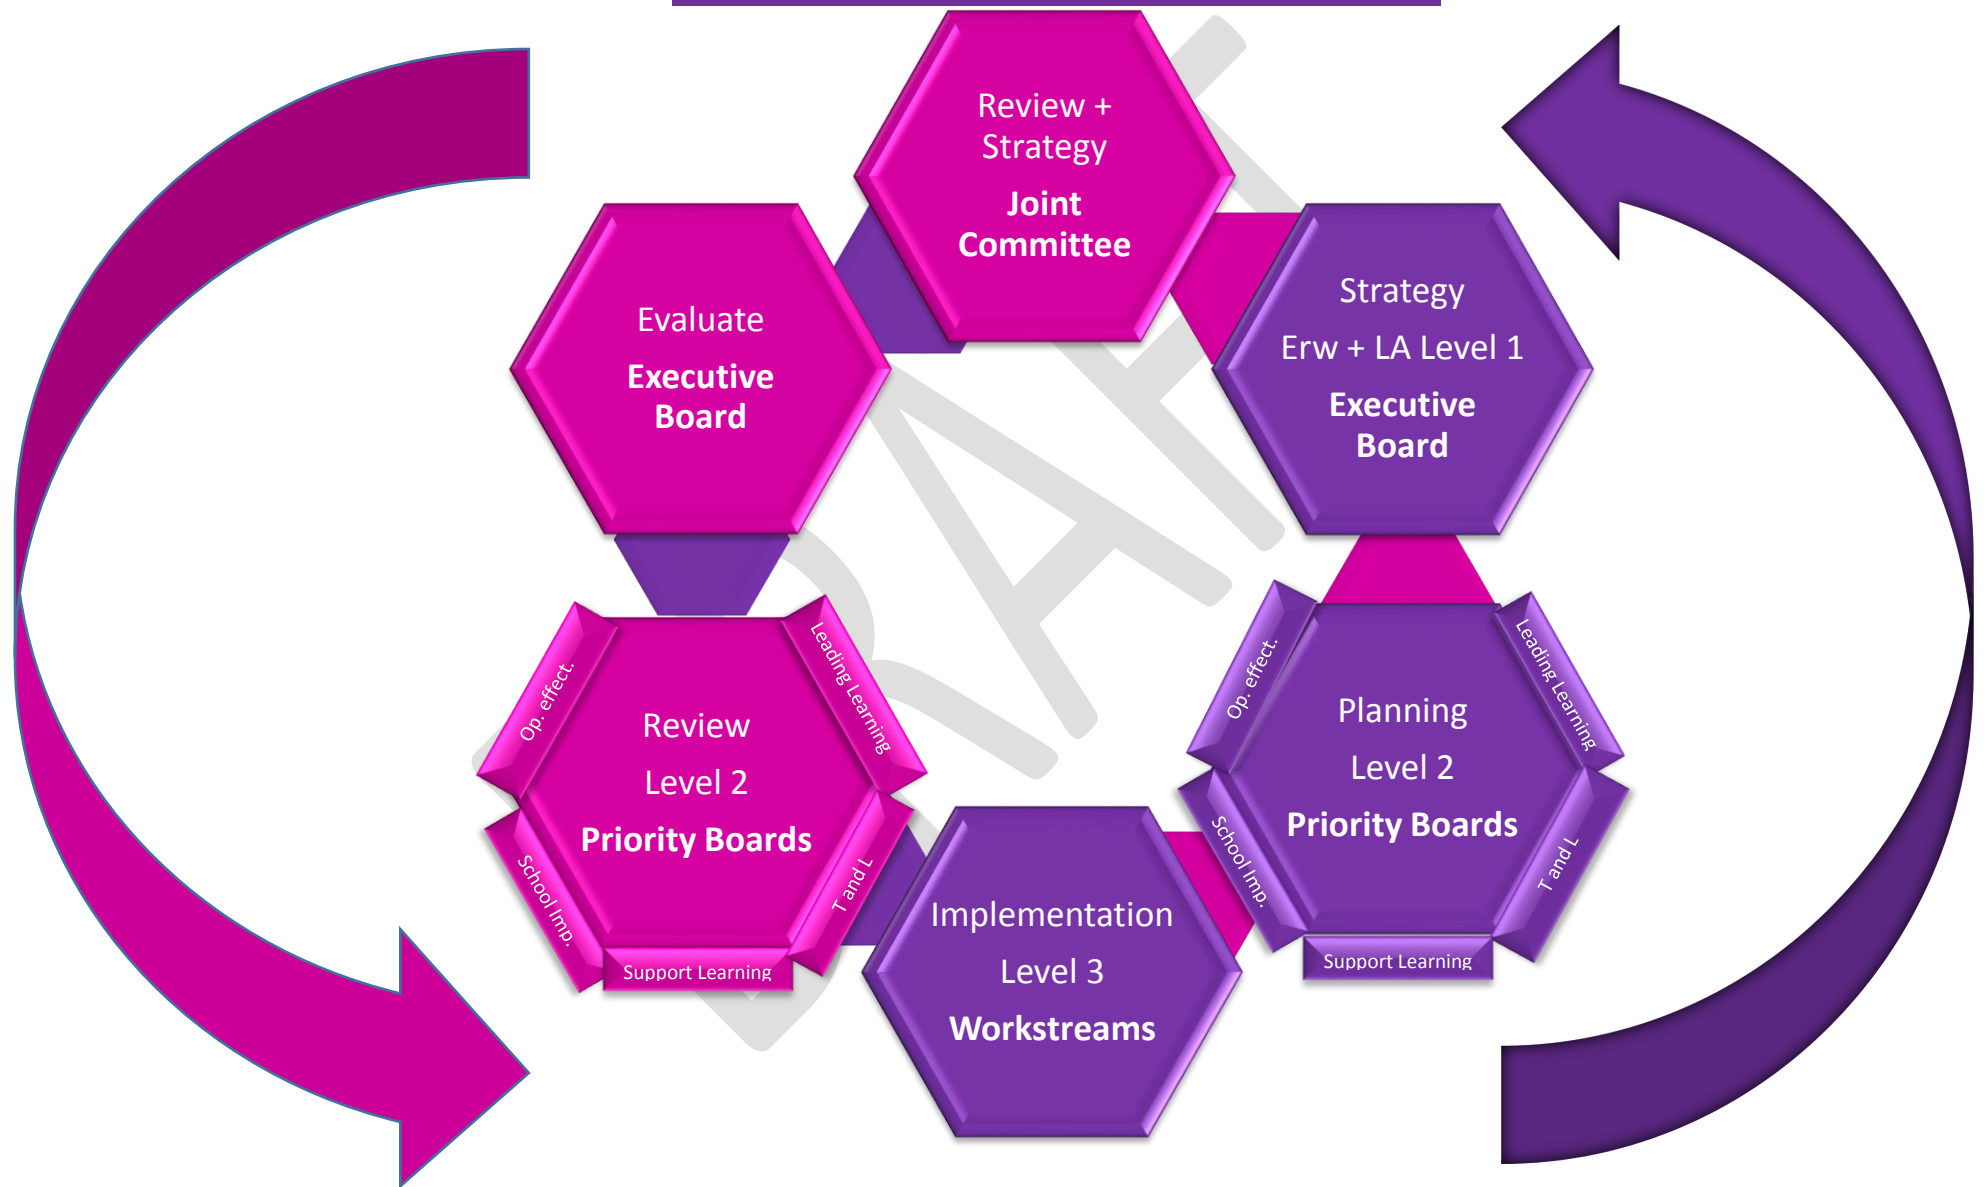 Review +
Strategy
Joint
Committee
Strategy
Erw + LA Level 1
Executive
Board
Evaluate
Executive
Board
Op. effect.
Leading Learning
Review
Level 2
Priority Boards
School Imp.
T and L
Support Learning
Op. effect.
Leading Learning
Planning
Level 2
Priority Boards
School Imp.
T and L
Support Learning
Implementation
Level 3
Workstreams
DRAFT